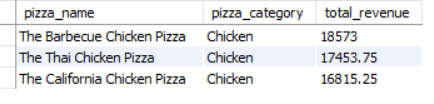 pizza_name pizza_category total_revenue
The Barbecue Chicken Pizza Chicken 18573
The Thai Chicken Pizza Chicken 17453.75
The California Chicken Pizza Chicken 16815.25